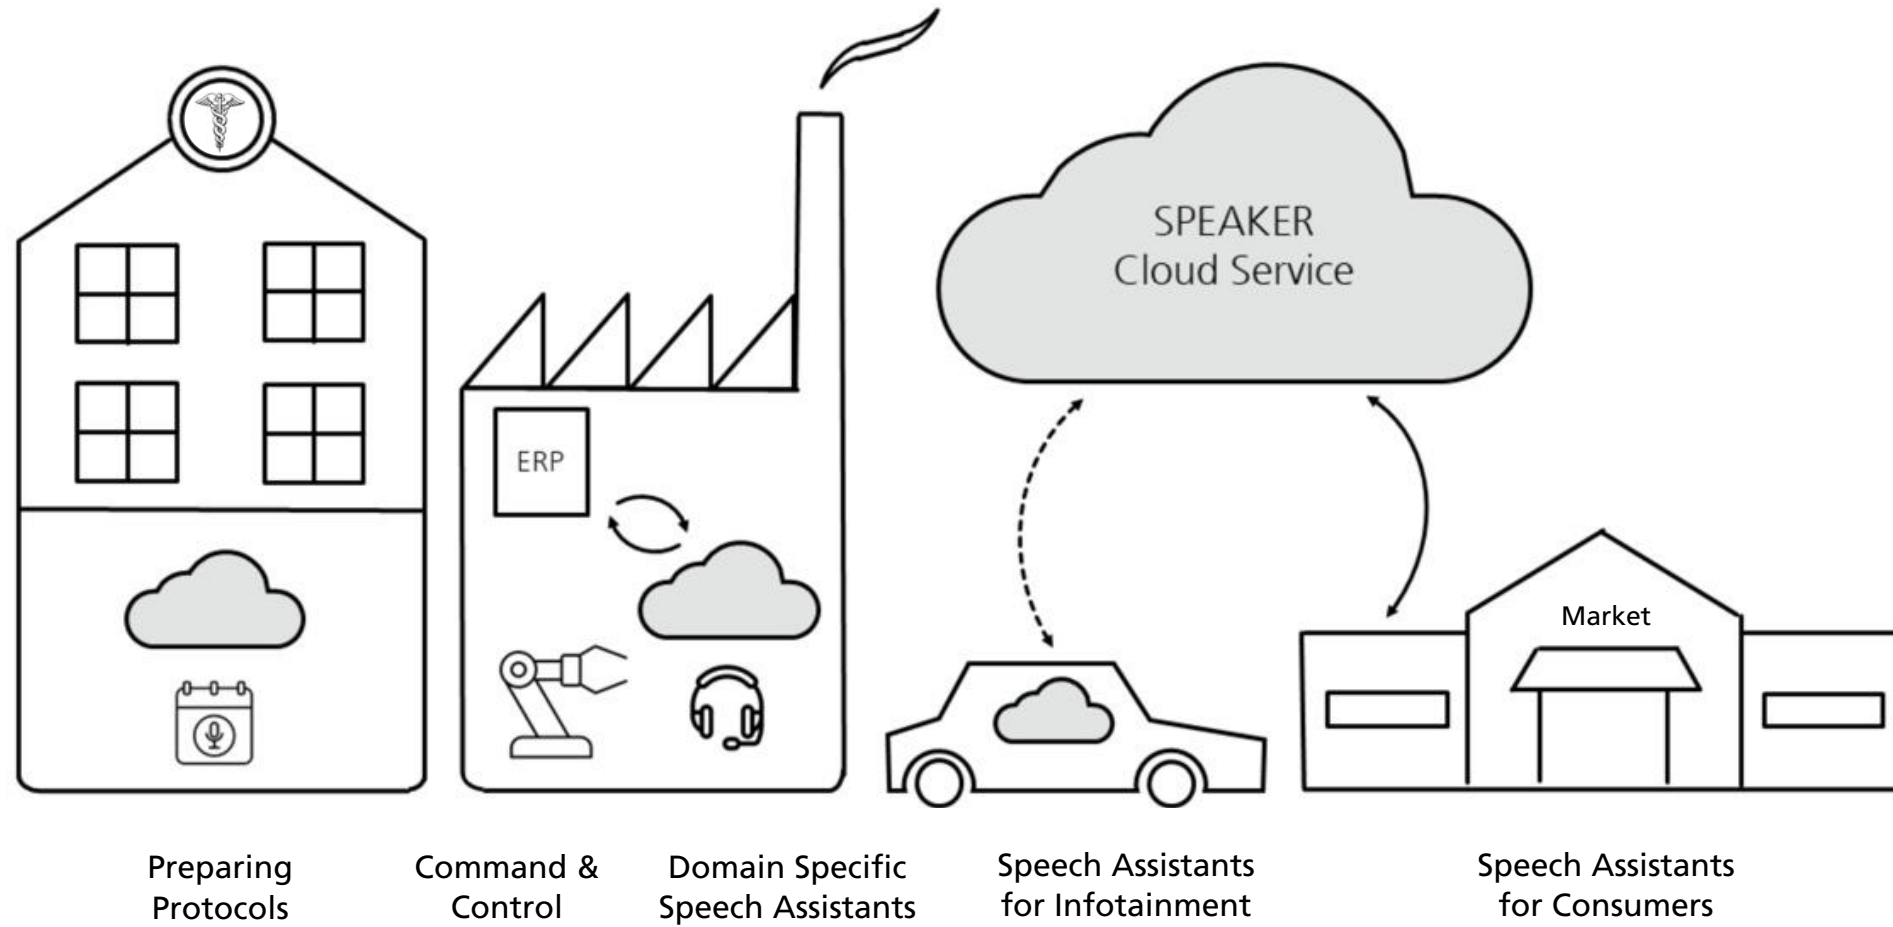 SPEAKER
Cloud Service
ERP
Market
Preparing
Protocols
Command &
Control
Domain Specific
Speech Assistants
Speech Assistants
for Infotainment
Speech Assistants
for Consumers